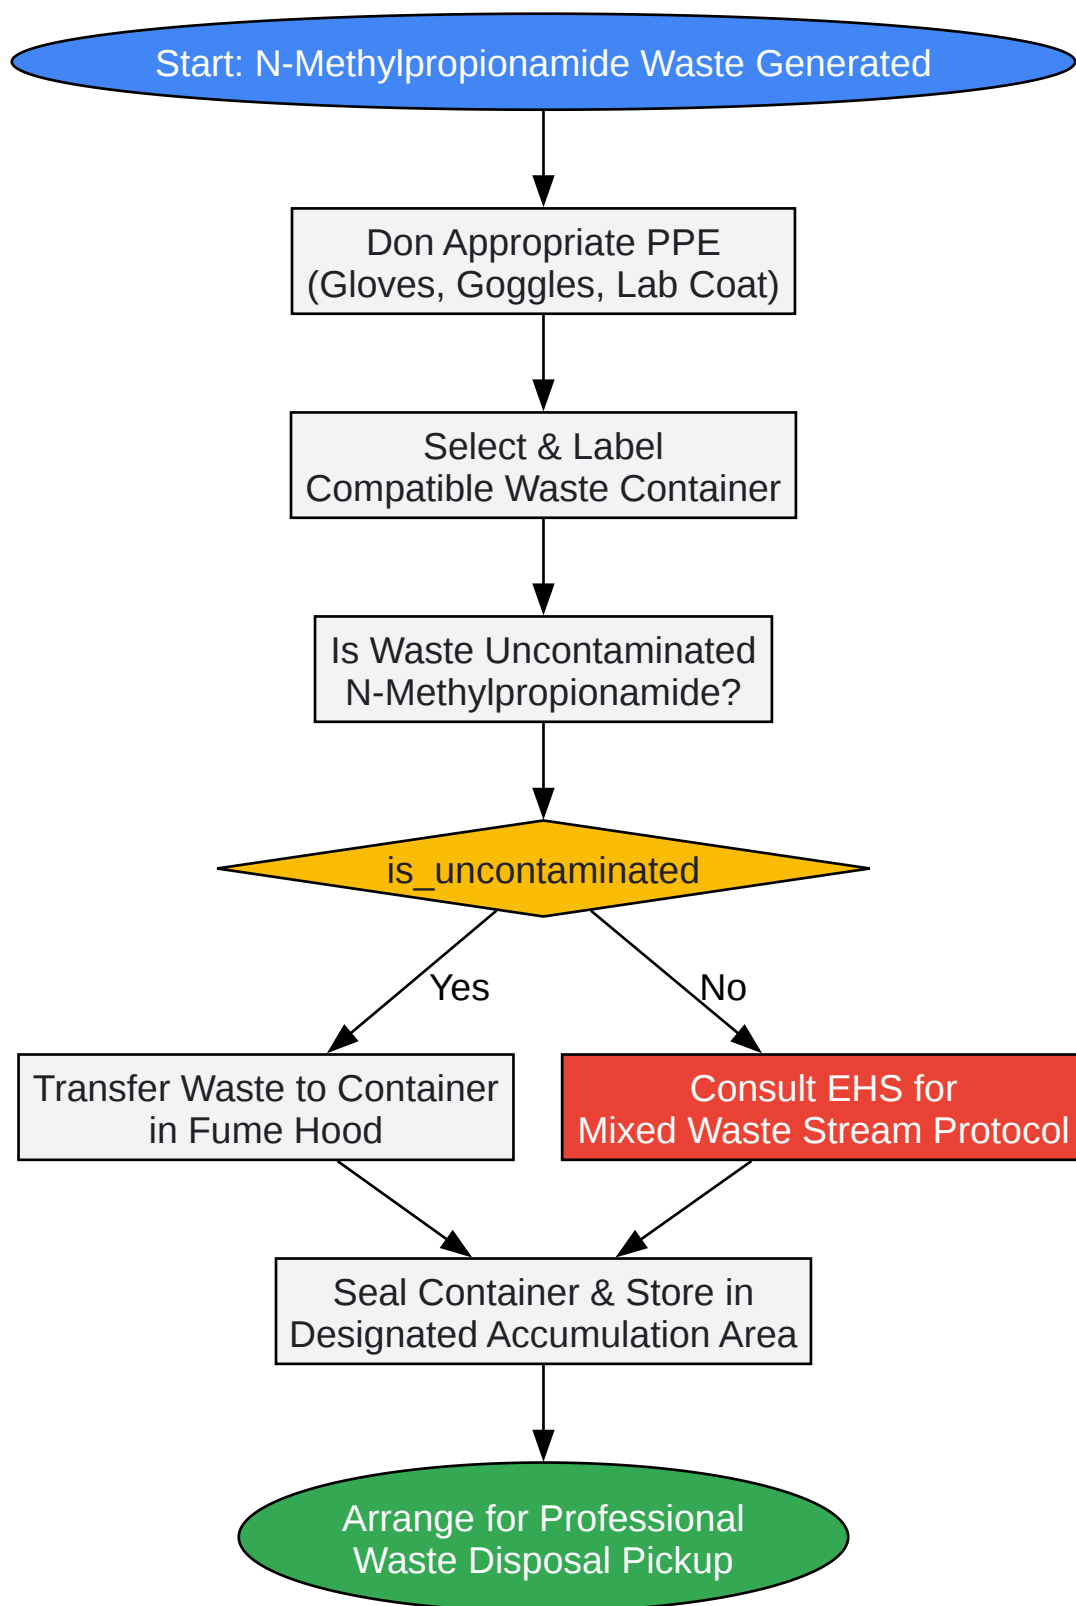 Start: N-Methylpropionamide Waste Generated
Don Appropriate PPE
(Gloves, Goggles, Lab Coat)
Select & Label
Compatible Waste Container
Is Waste Uncontaminated
N-Methylpropionamide?
is_uncontaminated
Yes
No
Transfer Waste to Container
in Fume Hood
Consult EHS for
Mixed Waste Stream Protocol
Seal Container & Store in
Designated Accumulation Area
Arrange for Professional
Waste Disposal Pickup